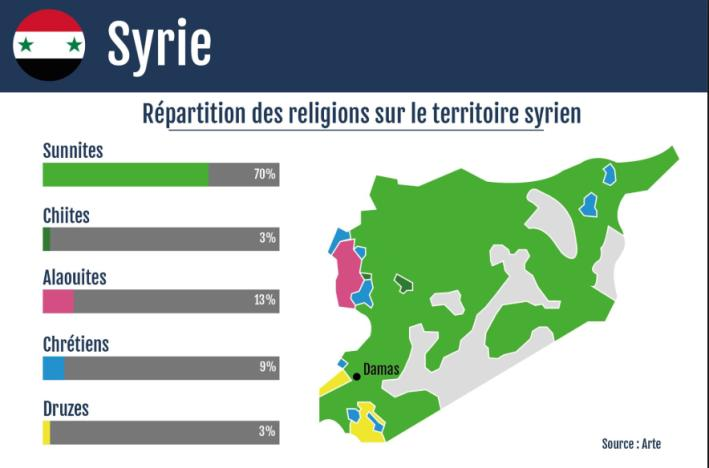 Syrie
Répartition des religions sur le territoire syrien
Sunnites
70%
Chiites
3%
Alaouites
13%
Chrétiens
9%
Druzes
3%
Damas
Source : Arte